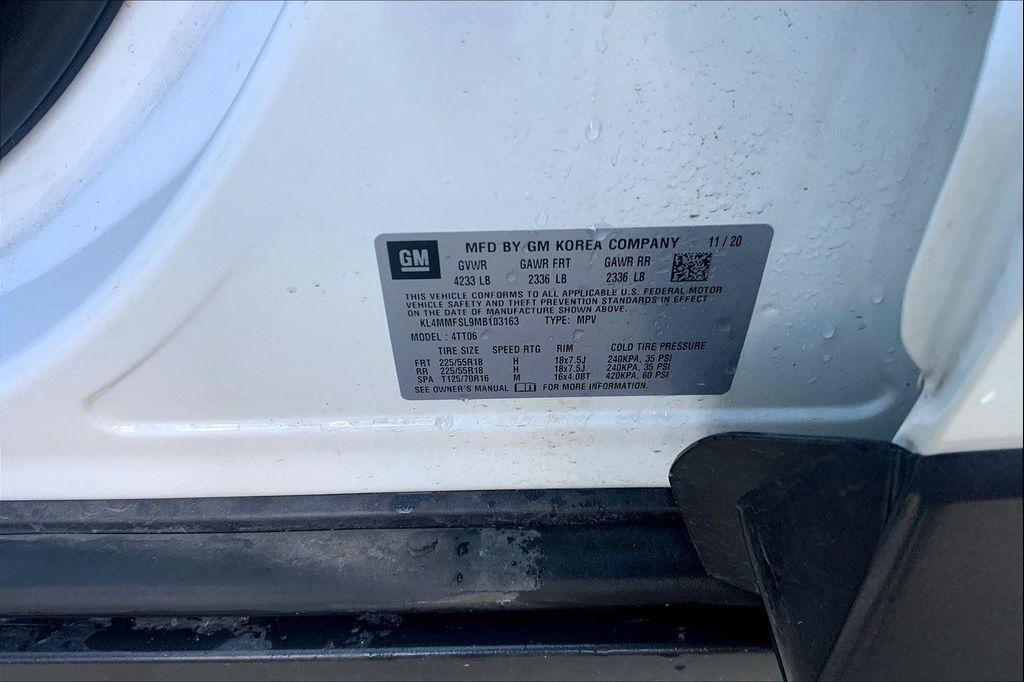 GM MFD BY GM KOREA COMPANY 11/20
GVWR GAWR FRT GAWR RR
4233 LB 2336 LB 2336 LB
THIS VEHICLE CONFORMS TO ALL APPLICABLE U.S. FEDERAL MOTOR
VEHICLE SAFETY AND THEFT PREVENTION STANDARDS IN EFFECT
ON THE DATE OF MANUFACTURE SHOWN ABOVE.
KL4MMFSL9MB103163 TYPE: MPV
MODEL: 4TT06
TIRE SIZE SPEED RTG RIM COLD TIRE PRESSURE
FRT 225/55R18 H 18x7.5J 240KPA, 35 PSI
RR 225/55R18 H 18x7.5J 240KPA, 35 PSI
SPA T125/70R16 M 16x4.0BT 420KPA, 60 PSI
SEE OWNER'S MANUAL FOR MORE INFORMATION.